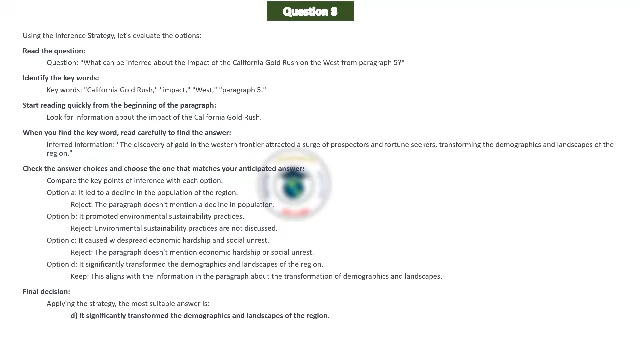 Question 8
Using the Inference Strategy, let's evaluate the options:
Read the question:
Question: "What can be inferred about the impact of the California Gold Rush on the West from paragraph 5?"
Identify the key words:
Key words: "California Gold Rush," "impact," "West," "paragraph 5."
Start reading quickly from the beginning of the paragraph:
Look for information about the impact of the California Gold Rush.
When you find the key word, read carefully to find the answer:
Inferred Information: "The discovery of gold in the western frontier attracted a surge of prospectors and fortune seekers, transforming the demographics and landscapes of the
region."
Check the answer choices and choose the one that matches your anticipated answer:
Compare the key points of inference with each option.
Option a: It led to a decline in the population of the region.
Reject: The paragraph doesn't mention a decline in population.
Option b: It promoted environmental sustainability practices.
Reject: Environmental sustainability practices are not discussed.
Option c: It caused widespread economic hardship and social unrest.
Reject: The paragraph doesn't mention economic hardship or social unrest.
Option d: It significantly transformed the demographics and landscapes of the region.
Keep: This aligns with the information in the paragraph about the transformation of demographics and landscapes.
Final decision:
Applying the strategy, the most suitable answer is:
d) It significantly transformed the demographics and landscapes of the region.